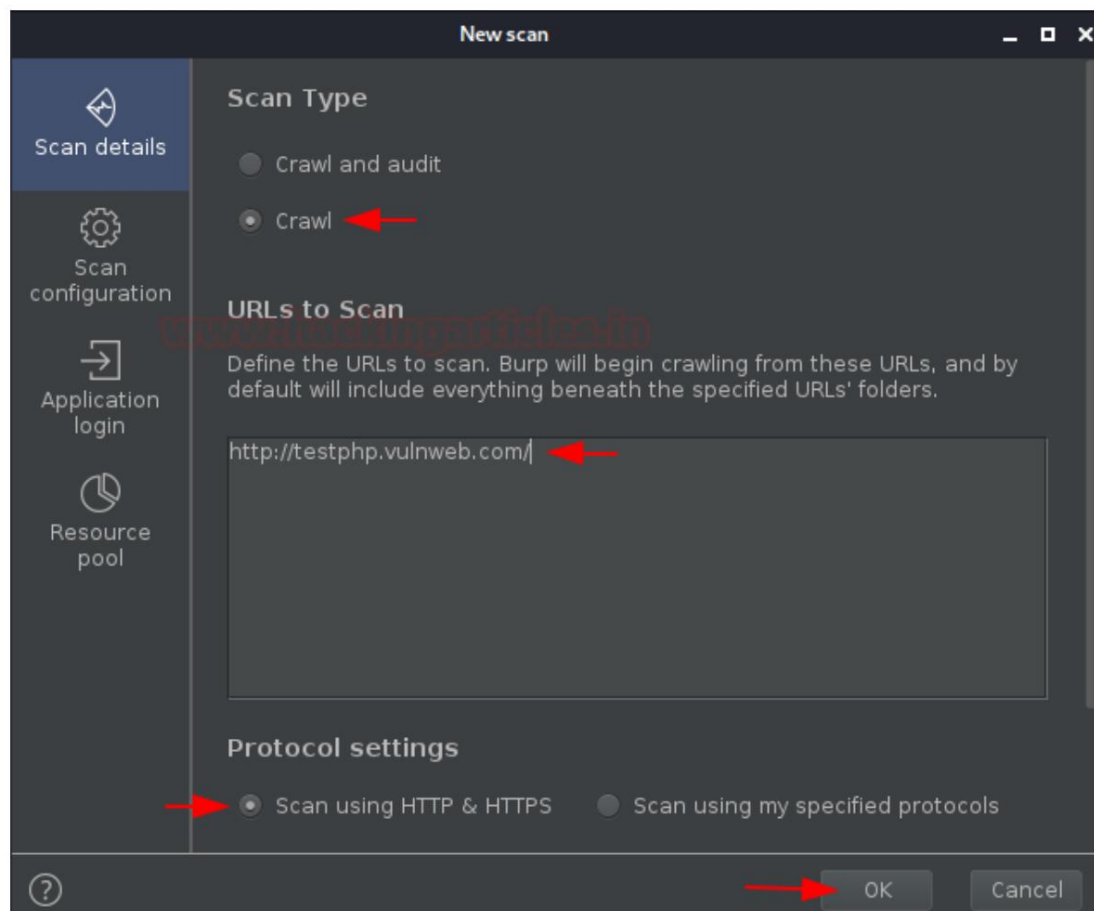 New scan
Scan details
Scan
configuration
Application
login
Resource
pool
Scan Type
Crawl and audit
Crawl
URLs to Scan
www.hackingarticles.in
Define the URLs to scan. Burp will begin crawling from these URLs, and by
default will include everything beneath the specified URLs' folders.
http://testphp.vulnweb.com/
Protocol settings
Scan using HTTP & HTTPS
Scan using my specified protocols
?
OK
Cancel